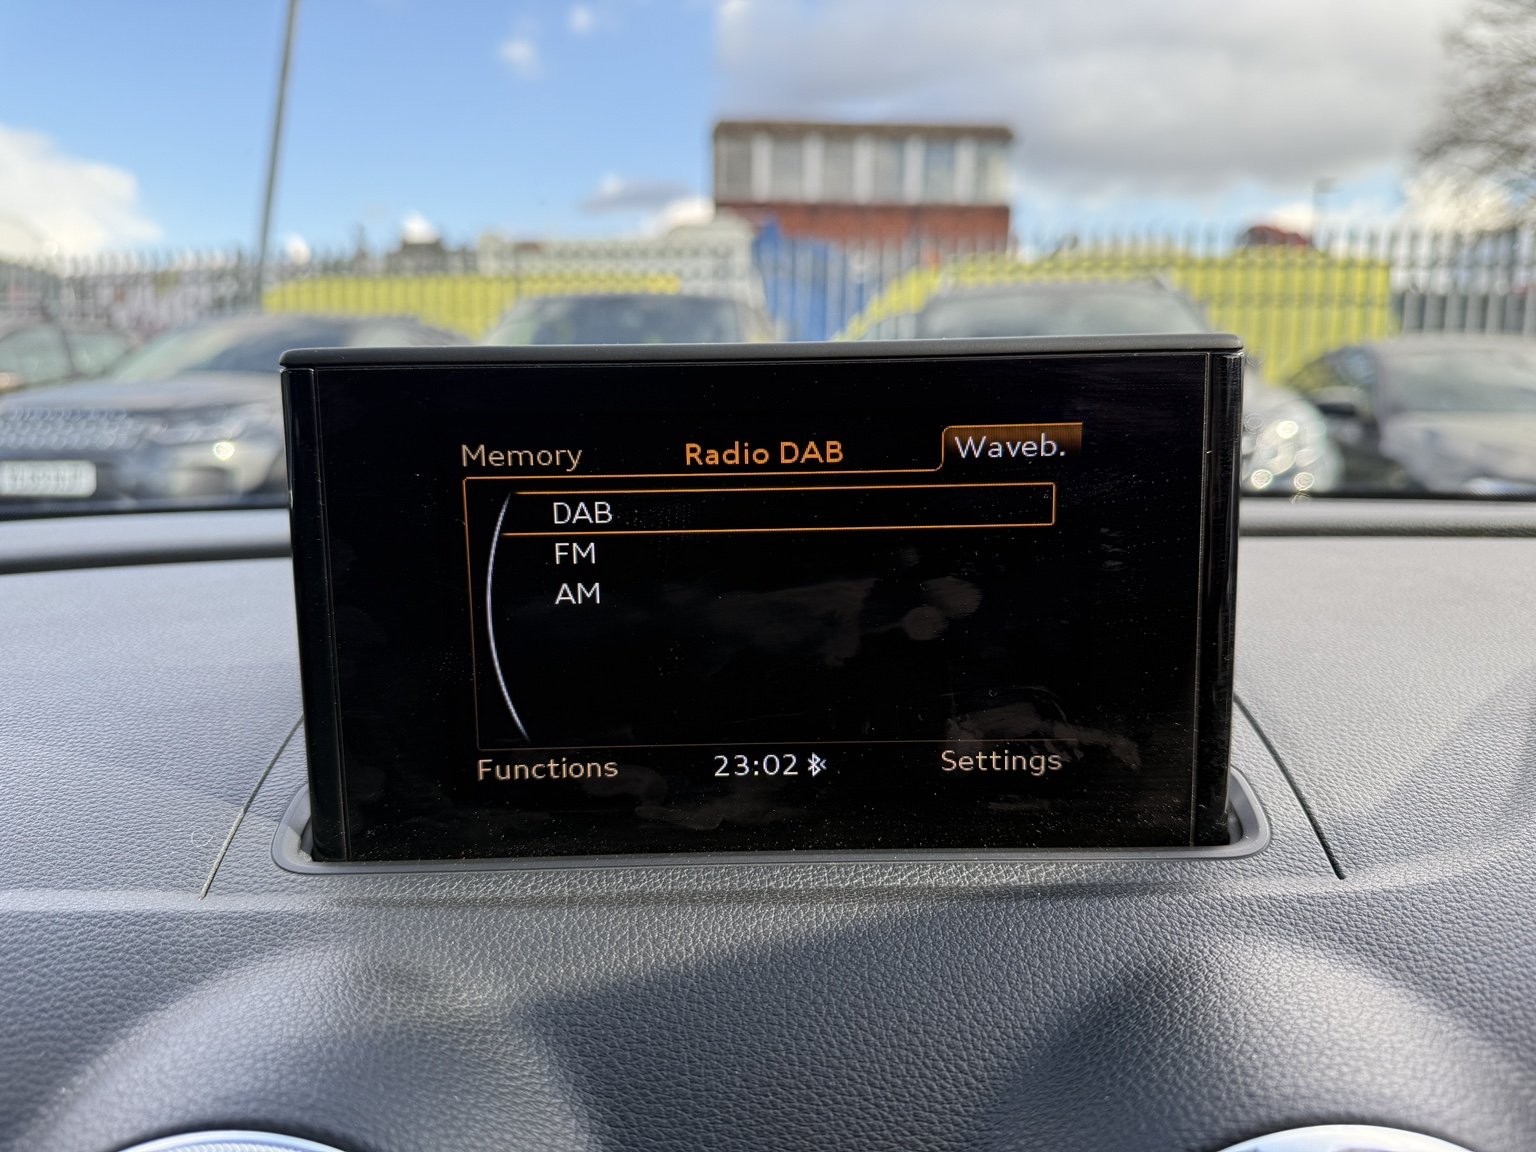 Memory Radio DAB Waveb.
DAB
FM
AM
Functions 23:02 Settings